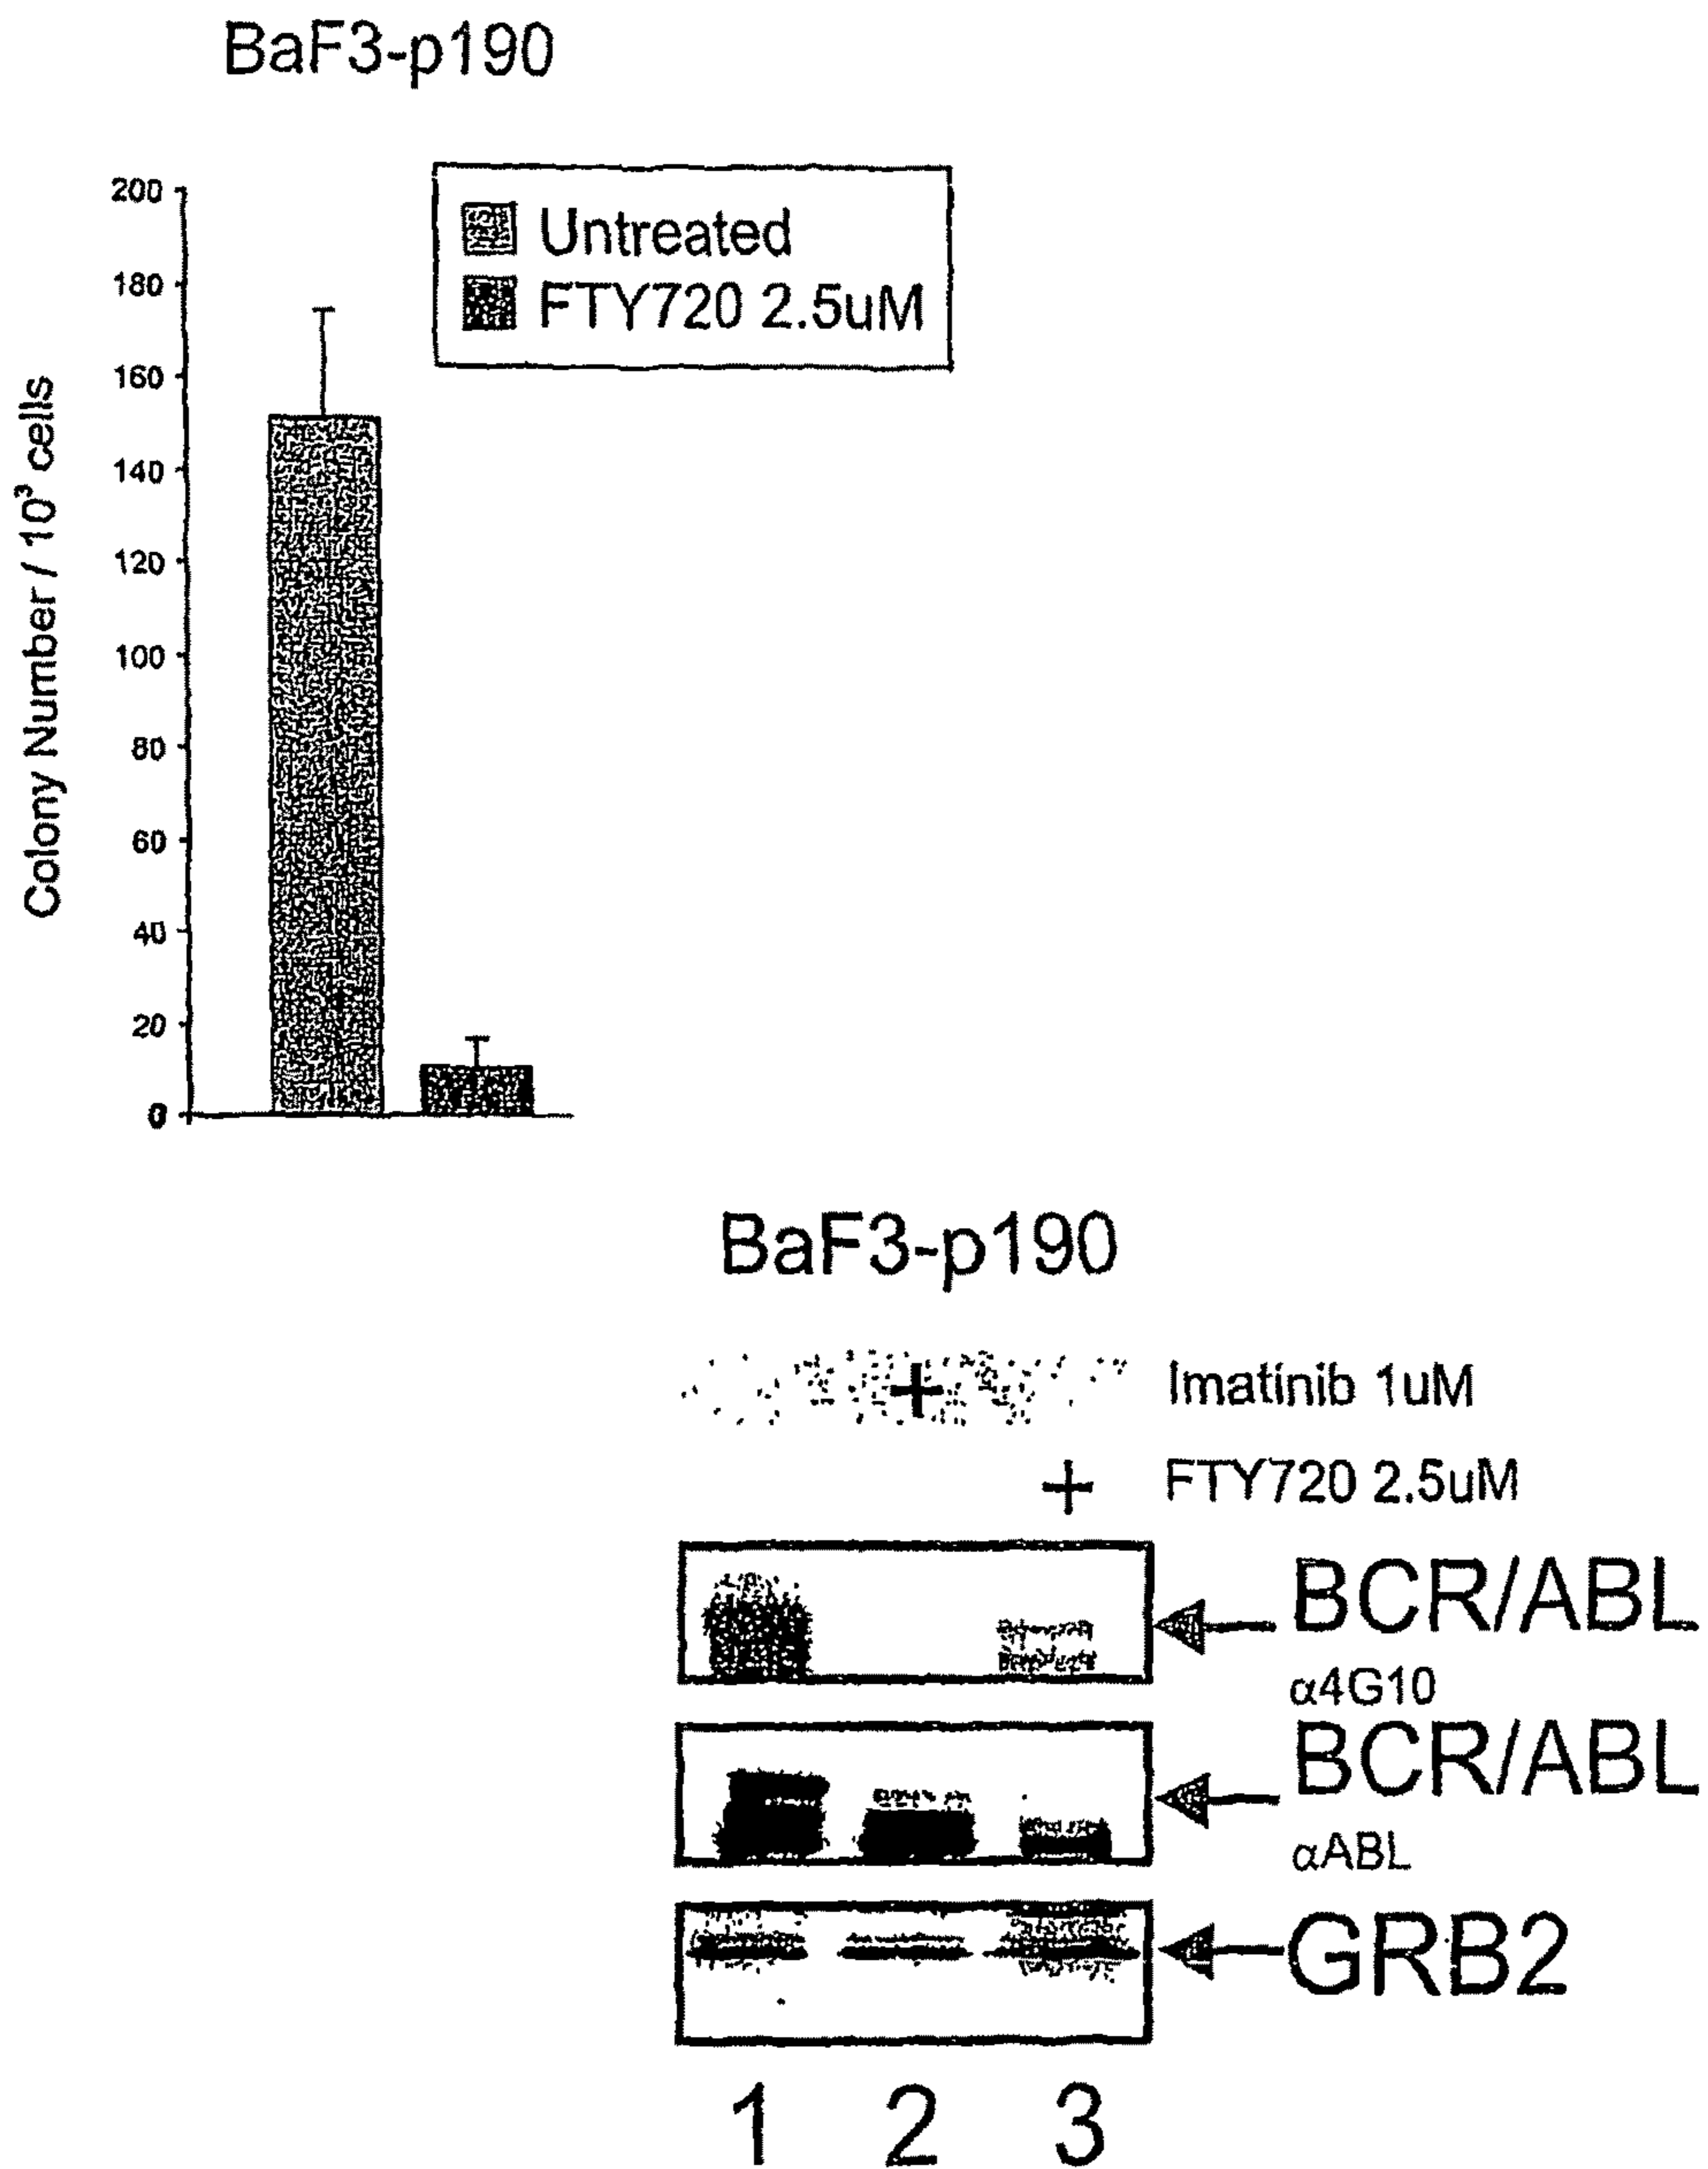 BaF3-p190
200
180
160
140
120
100
80
60
40
20
0
Colony Number / 10³ cells
Untreated
FTY720 2.5uM
BaF3-p190
+ Imatinib 1uM
+ FTY720 2.5uM
BCR/ABL
α4G10
BCR/ABL
αABL
GRB2
1 2 3